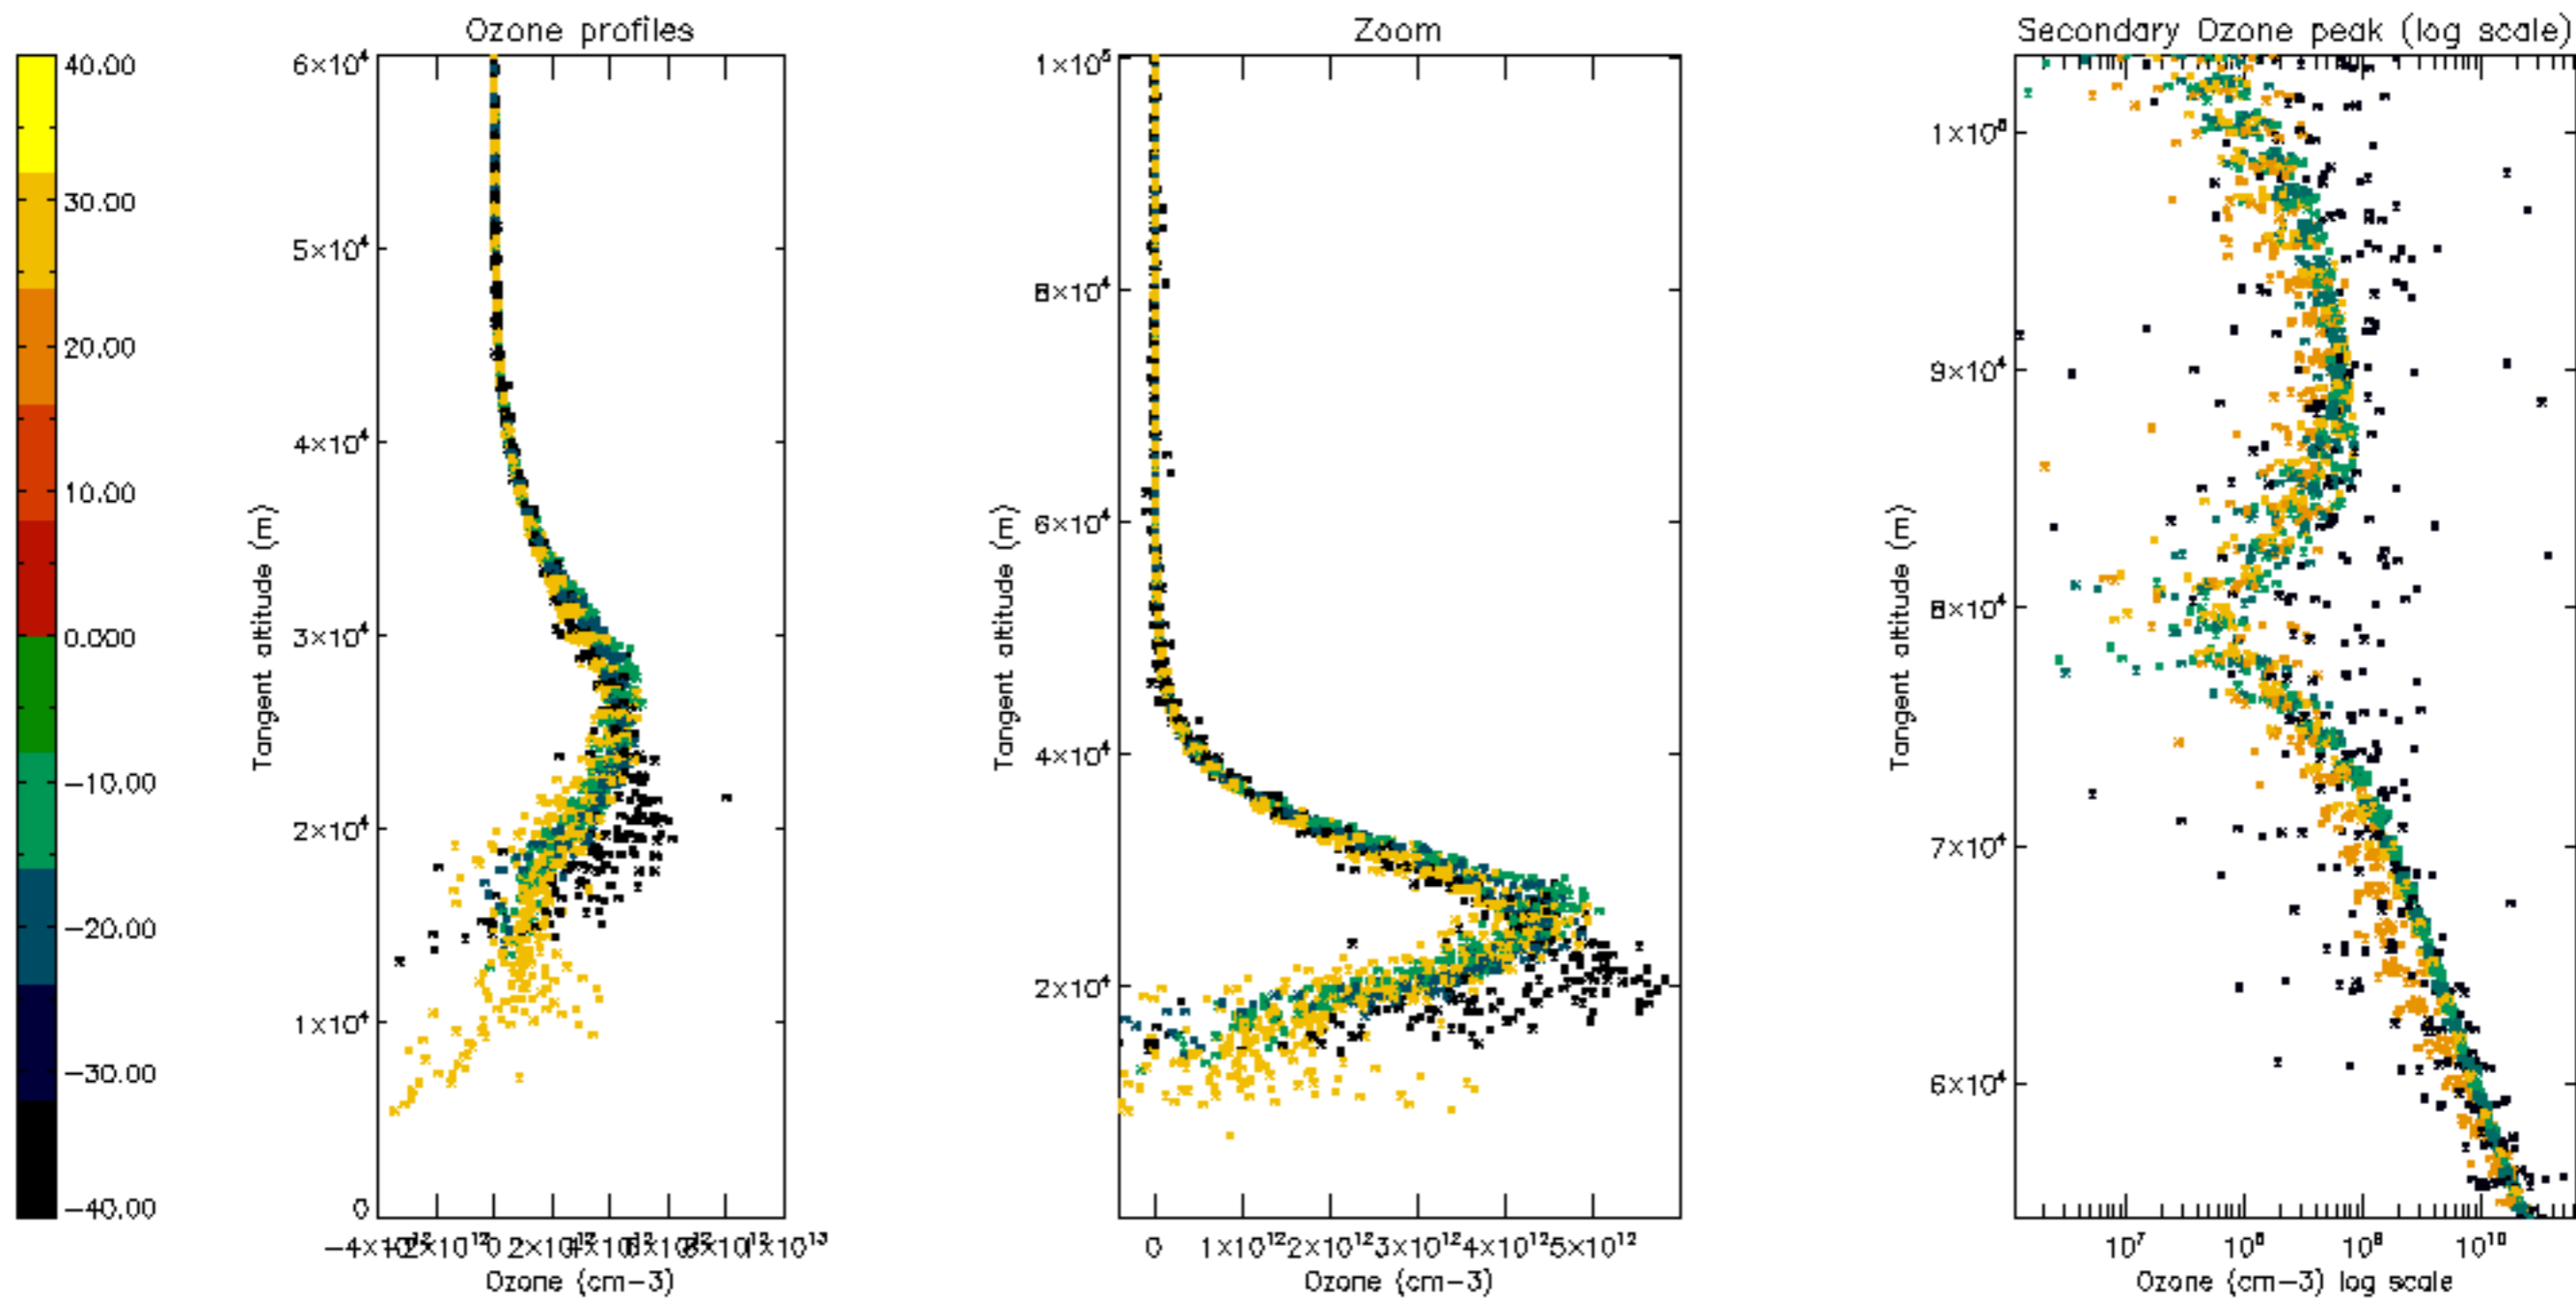 Ozone profiles
Zoom
Secondary Ozone peak (log scale)
40.00
30.00
20.00
10.00
0.00
-10.00
-20.00
-30.00
-40.00
6×10⁴
5×10⁴
4×10⁴
3×10⁴
2×10⁴
1×10⁴
0
Tangent altitude (m)
0
Ozone (cm-3)
1×10⁵
8×10⁴
6×10⁴
4×10⁴
2×10⁴
Tangent altitude (m)
0 1×10¹² 2×10¹² 3×10¹² 4×10¹² 5×10¹²
Ozone (cm-3)
9×10⁴
8×10⁴
7×10⁴
6×10⁴
Tangent altitude (m)
10⁷ 10⁸ 10⁹ 10¹⁰
Ozone (cm-3) log scale